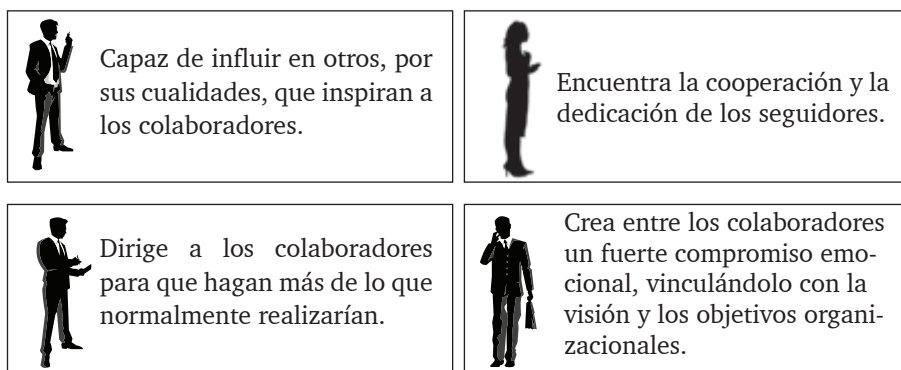 Capaz de influir en otros, por
sus cualidades, que inspiran a
los colaboradores.
Encuentra la cooperación y la
dedicación de los seguidores.
Dirige a los colaboradores
para que hagan más de lo que
normalmente realizarían.
Crea entre los colaboradores
un fuerte compromiso emo-
cional, vinculándolo con la
visión y los objetivos organi-
zacionales.